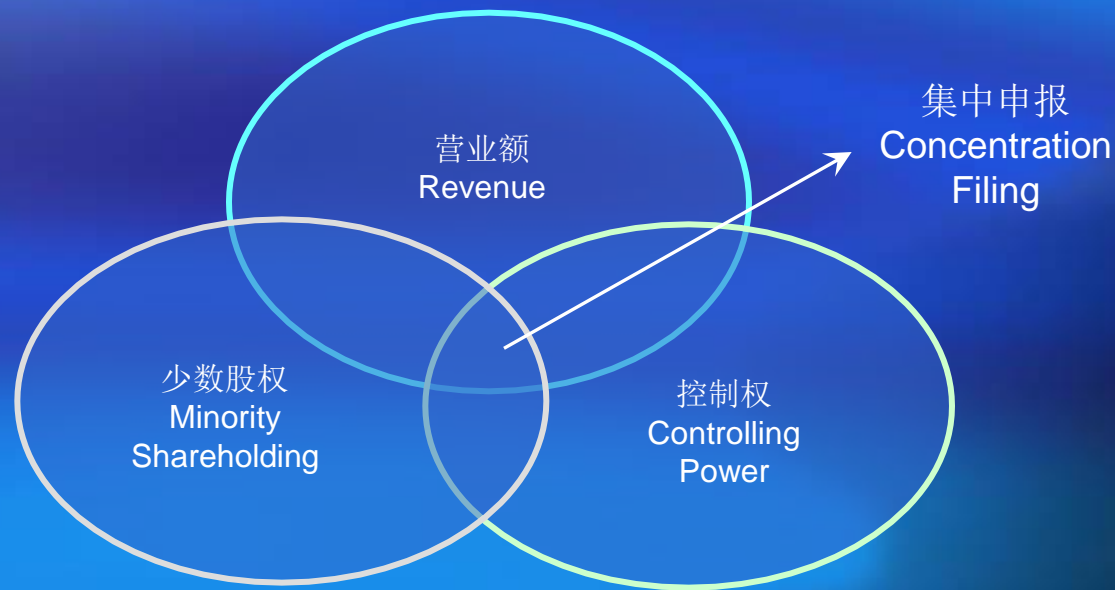 营业额
Revenue
集中申报
Concentration
Filing
少数股权
Minority
Shareholding
控制权
Controlling
Power